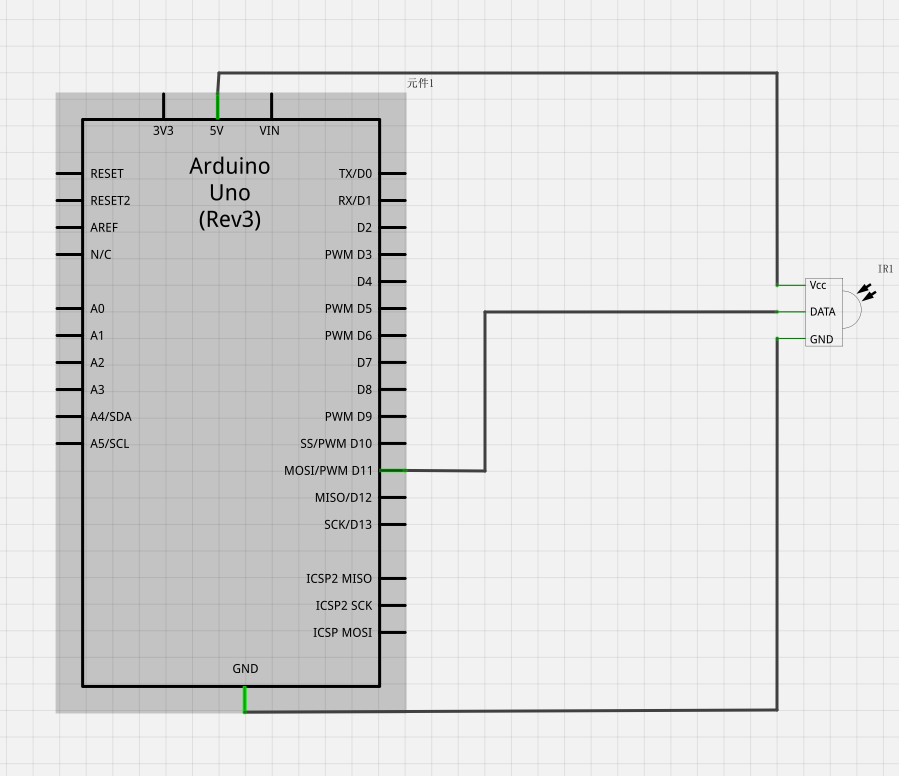 元件1
3V3 5V VIN
Arduino
Uno
(Rev3)
RESET
RESET2
AREF
N/C
A0
A1
A2
A3
A4/SDA
A5/SCL
TX/D0
RX/D1
D2
PWM D3
D4
PWM D5
PWM D6
D7
D8
PWM D9
SS/PWM D10
MOSI/PWM D11
MISO/D12
SCK/D13
ICSP2 MISO
ICSP2 SCK
ICSP MOSI
GND
IR1
Vcc
DATA
GND